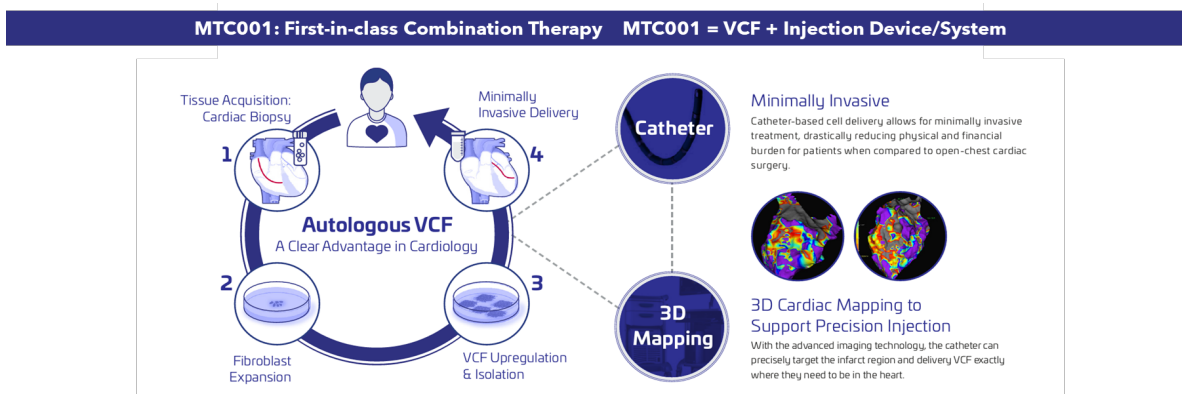 MTC001: First-in-class Combination Therapy MTC001 = VCF + Injection Device/System
Tissue Acquisition:
Cardiac Biopsy
1
Minimally
Invasive Delivery
4
Autologous VCF
A Clear Advantage in Cardiology
2
Fibroblast
Expansion
3
VCF Upregulation
& Isolation
Catheter
3D
Mapping
Minimally Invasive
Catheter-based cell delivery allows for minimally invasive
treatment, drastically reducing physical and financial
burden for patients when compared to open-chest cardiac
surgery.
3D Cardiac Mapping to
Support Precision Injection
With the advanced imaging technology, the catheter can
precisely target the infarct region and delivery VCF exactly
where they need to be in the heart.